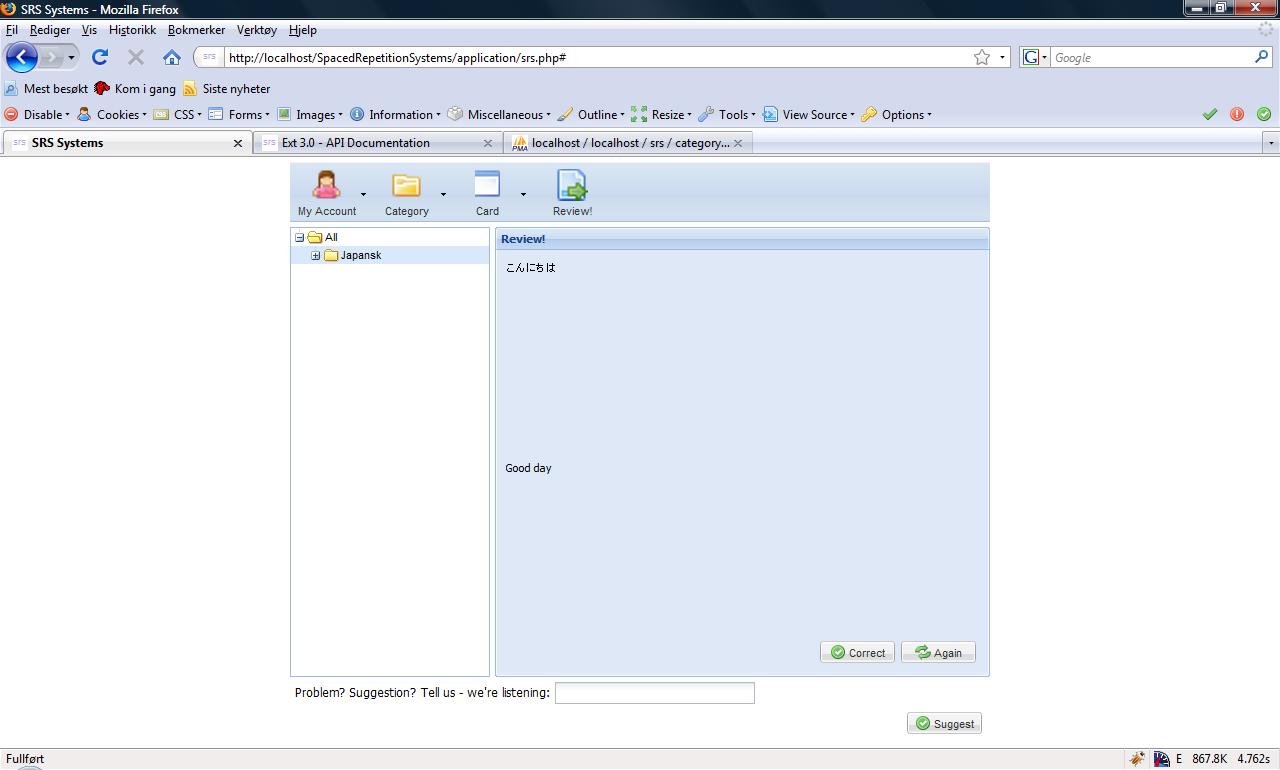 SRS Systems - Mozilla Firefox
Fil Rediger Vis Historikk Bokmerker Verktøy Hjelp
srs http://localhost/SpacedRepetitionSystems/application/srs.php# G Google
Mest besøkt Kom i gang Siste nyheter
Disable Cookies CSS Forms Images Information Miscellaneous Outline Resize Tools View Source Options
srs SRS Systems srs Ext 3.0 - API Documentation PMA localhost / localhost / srs / category...
My Account Category Card Review!
All
Japansk
Review!
こんにちは
Good day
Correct Again
Problem? Suggestion? Tell us - we're listening:
Suggest
Fullført E 867.8K 4.762s